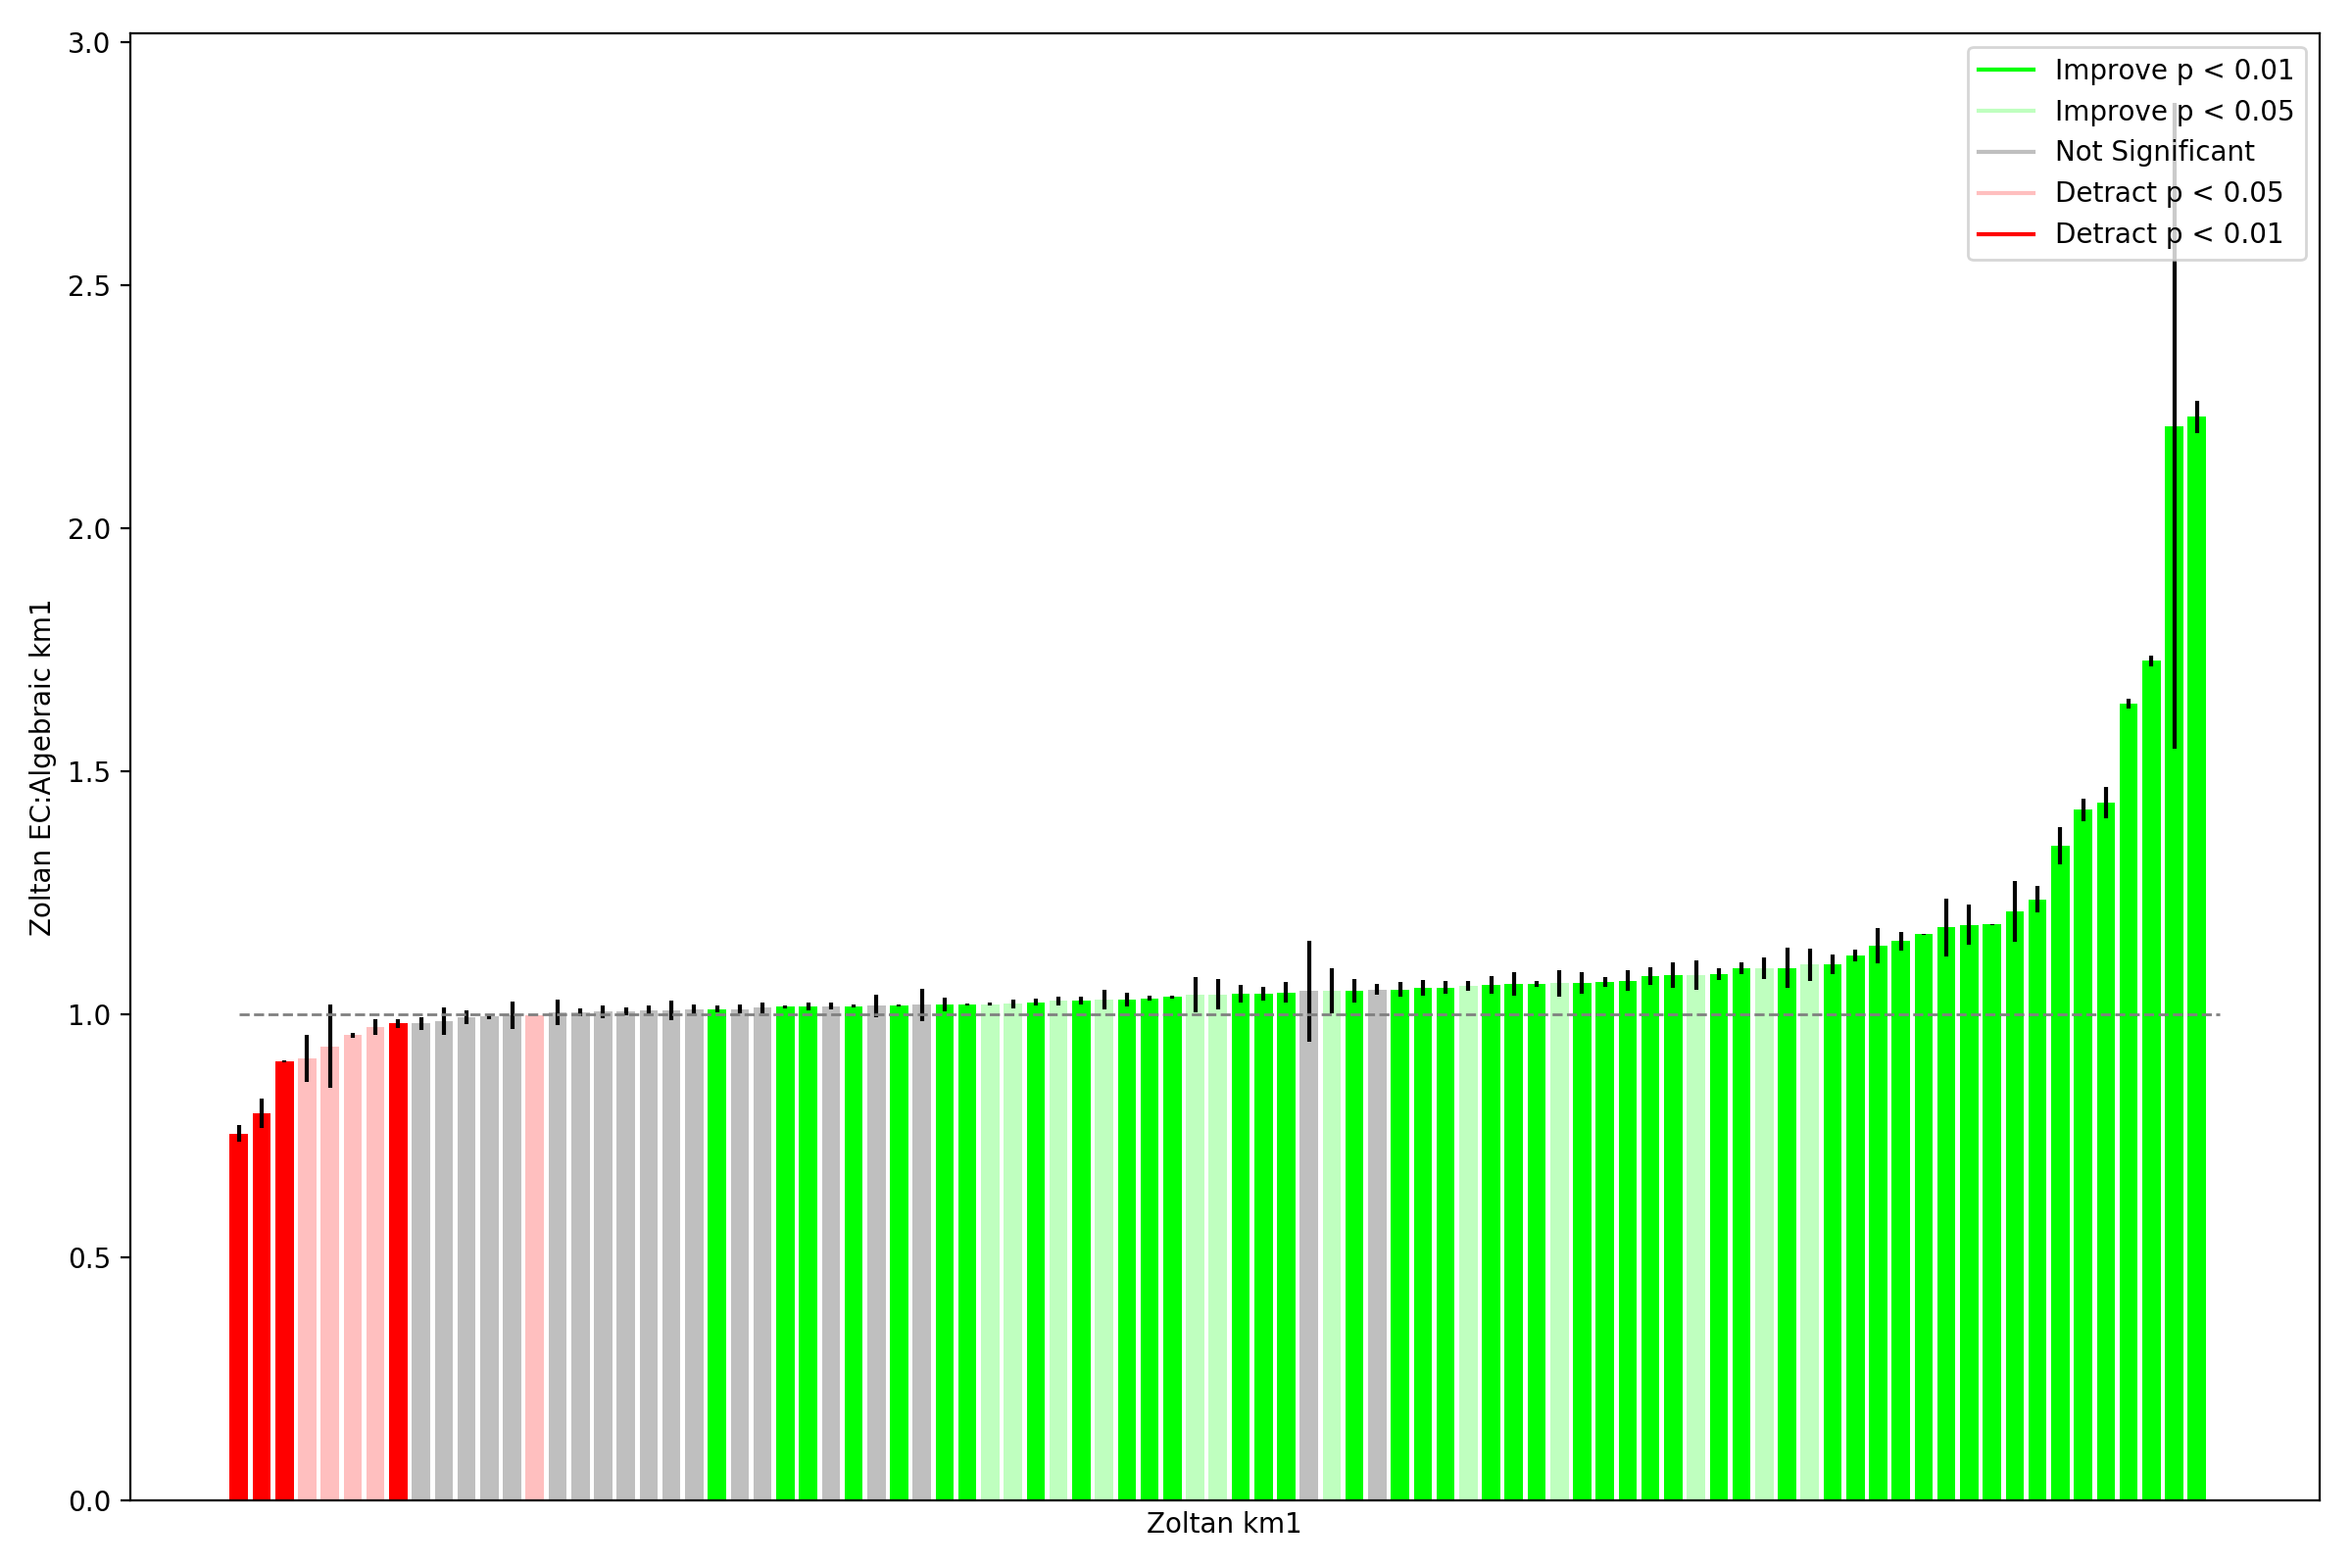 3.0
2.5
2.0
1.5
1.0
0.5
0.0
Zoltan EC:Algebraic km1
Zoltan km1
Improve p < 0.01
Improve p < 0.05
Not Significant
Detract p < 0.05
Detract p < 0.01